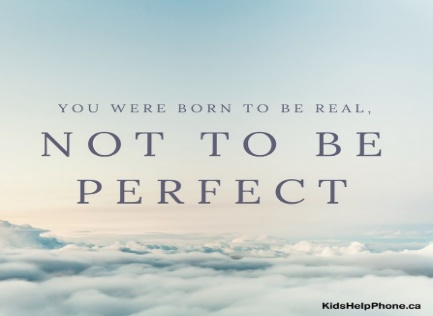 YOU WERE BORN TO BE REAL,
NOT TO BE
PERFECT
KidsHelpPhone.ca